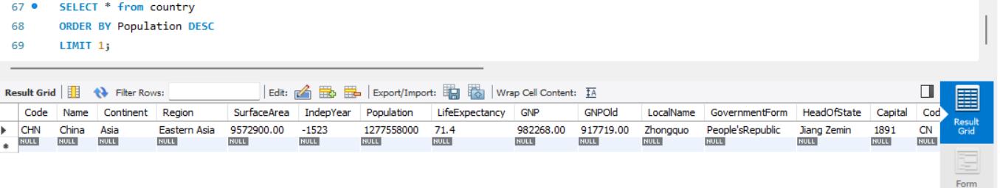 67 SELECT * from country
68 ORDER BY Population DESC
69 LIMIT 1;
Result Grid Filter Rows: Edit: Export/Import: Wrap Cell Content:
Code Name Continent Region SurfaceArea IndepYear Population LifeExpectancy GNP GNPOld LocalName GovernmentForm HeadOfState Capital Cod
CHN China Asia Eastern Asia 9572900.00 -1523 1277558000 71.4 982268.00 917719.00 Zhongquo People'sRepublic Jiang Zemin 1891 CN
NULL NULL NULL NULL NULL NULL NULL NULL NULL NULL NULL NULL NULL NULL NULL
Result
Grid
Form